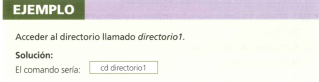 EJEMPLO
Acceder al directorio llamado directorio1.
Solución:
El comando sería: cd directorio1